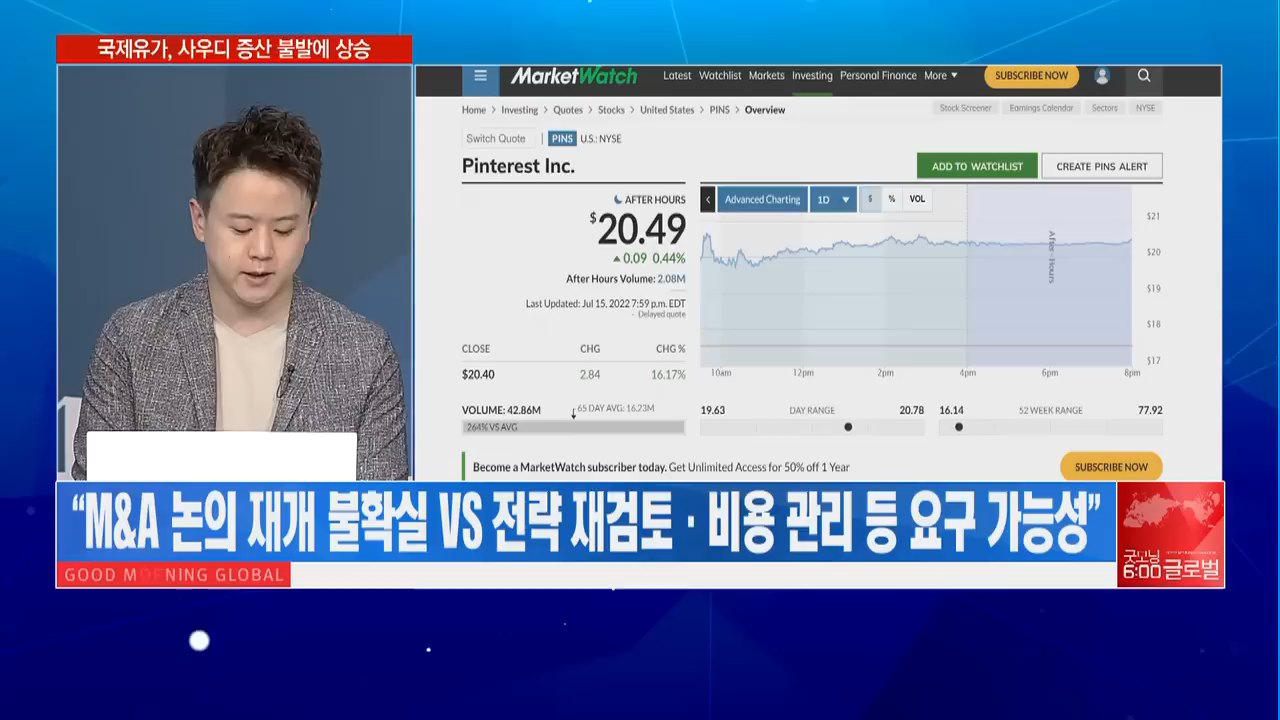 국제유가, 사우디 증산 불발에 상승
MarketWatch Latest Watchlist Markets Investing Personal Finance More SUBSCRIBE NOW
Home > Investing > Quotes > Stocks > United States > PINS > Overview
Stock Screener Earnings Calendar Sectors NYSE
Switch Quote | PINS U.S.: NYSE
Pinterest Inc.
ADD TO WATCHLIST CREATE PINS ALERT
AFTER HOURS
$20.49
0.09 0.44%
After Hours Volume: 2.08M
Last Updated: Jul 15, 2022 7:59 p.m. EDT
Delayed quote
CLOSE CHG CHG %
$20.40 2.84 16.17%
VOLUME: 42.86M 65 DAY AVG: 16.23M
264% VS AVG
Advanced Charting 1D $ % VOL
$21
$20
$19
$18
$17
After Hours
10am 12pm 2pm 4pm 6pm 8pm
19.63 DAY RANGE 20.78 16.14 52 WEEK RANGE 77.92
Become a MarketWatch subscriber today. Get Unlimited Access for 50% off 1 Year SUBSCRIBE NOW
“M&A 논의 재개 불확실 VS 전략 재검토·비용 관리 등 요구 가능성”
GOOD MORNING GLOBAL
굿모닝
6:00 글로벌